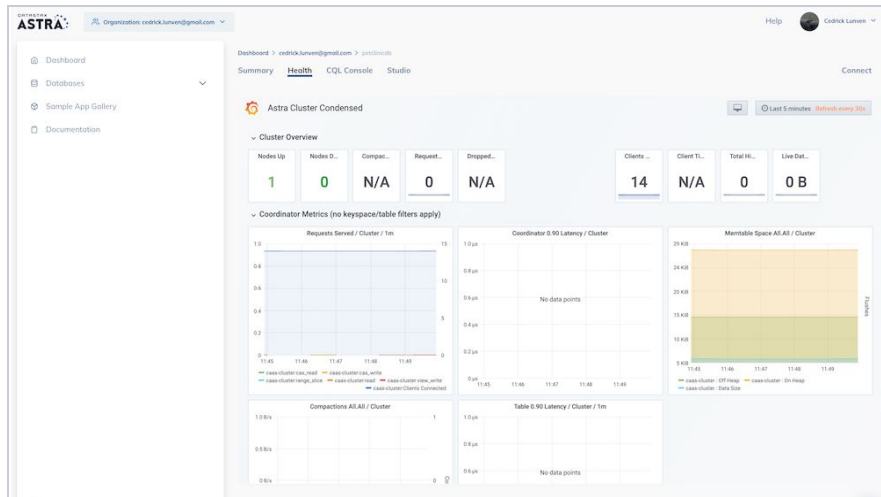 DATASTAX
ASTRA
Organization: cedrick.lunven@gmail.com
Help
Cedrick Lunven
Dashboard
Databases
Sample App Gallery
Documentation
Dashboard > cedrick.lunven@gmail.com > petclinicdb
Summary Health CQL Console Studio Connect
Astra Cluster Condensed
Last 5 minutes Refresh every 30s
Cluster Overview
Nodes Up Nodes D... Compac... Request... Dropped... Clients ... Client Ti... Total Hi... Live Dat...
1 0 N/A 0 N/A 14 N/A 0 0 B
Coordinator Metrics (no keyspace/table filters apply)
Requests Served / Cluster / 1m
1.0 15
0.8
0.6 10
0.4 5
0.2
0 0
11:45 11:46 11:47 11:48 11:49
caas-cluster:cas_read caas-cluster:cas_write
caas-cluster:range_slice caas-cluster:read caas-cluster:view_write
caas-cluster:Clients Connected
Coordinator 0.90 Latency / Cluster
1.0 µs
0.8 µs
0.6 µs
No data points
0.4 µs
0.2 µs
0 µs
11:45 11:46 11:47 11:48 11:49
Memtable Space All.All / Cluster
29 KiB
24 KiB
20 KiB
15 KiB
10 KiB
5 KiB
Flushes
11:45 11:46 11:47 11:48 11:49
caas-cluster : Off Heap caas-cluster : On Heap
caas-cluster : Data Size
Compactions All.All / Cluster
1.0 B/s 1
0.5 B/s
0 B/s 0
Table 0.90 Latency / Cluster / 1m
1.0 µs
0.8 µs
0.6 µs
No data points